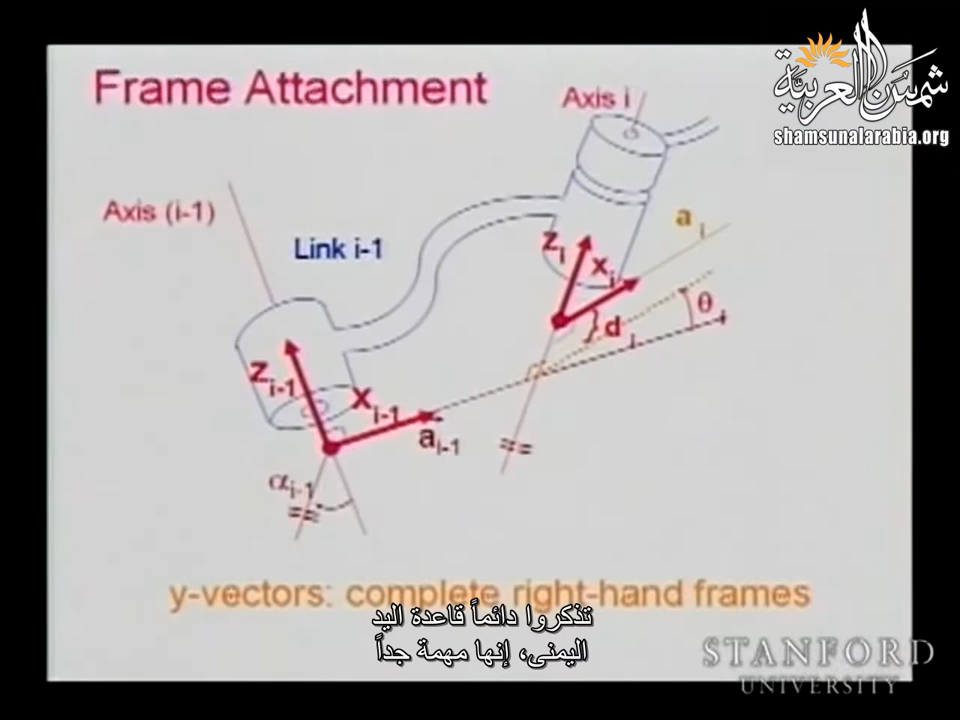 Frame Attachment
شمس العربية
shamsunalarabia.org
Axis i
Axis (i-1)
Link i-1
a i
z i
x i
θ i
d i
z i-1
x i-1
a i-1
α i-1
y-vectors: complete right-hand frames
تذكروا دائماً قاعدة اليد
اليمنى، إنها مهمة جداً
STANFORD
UNIVERSITY